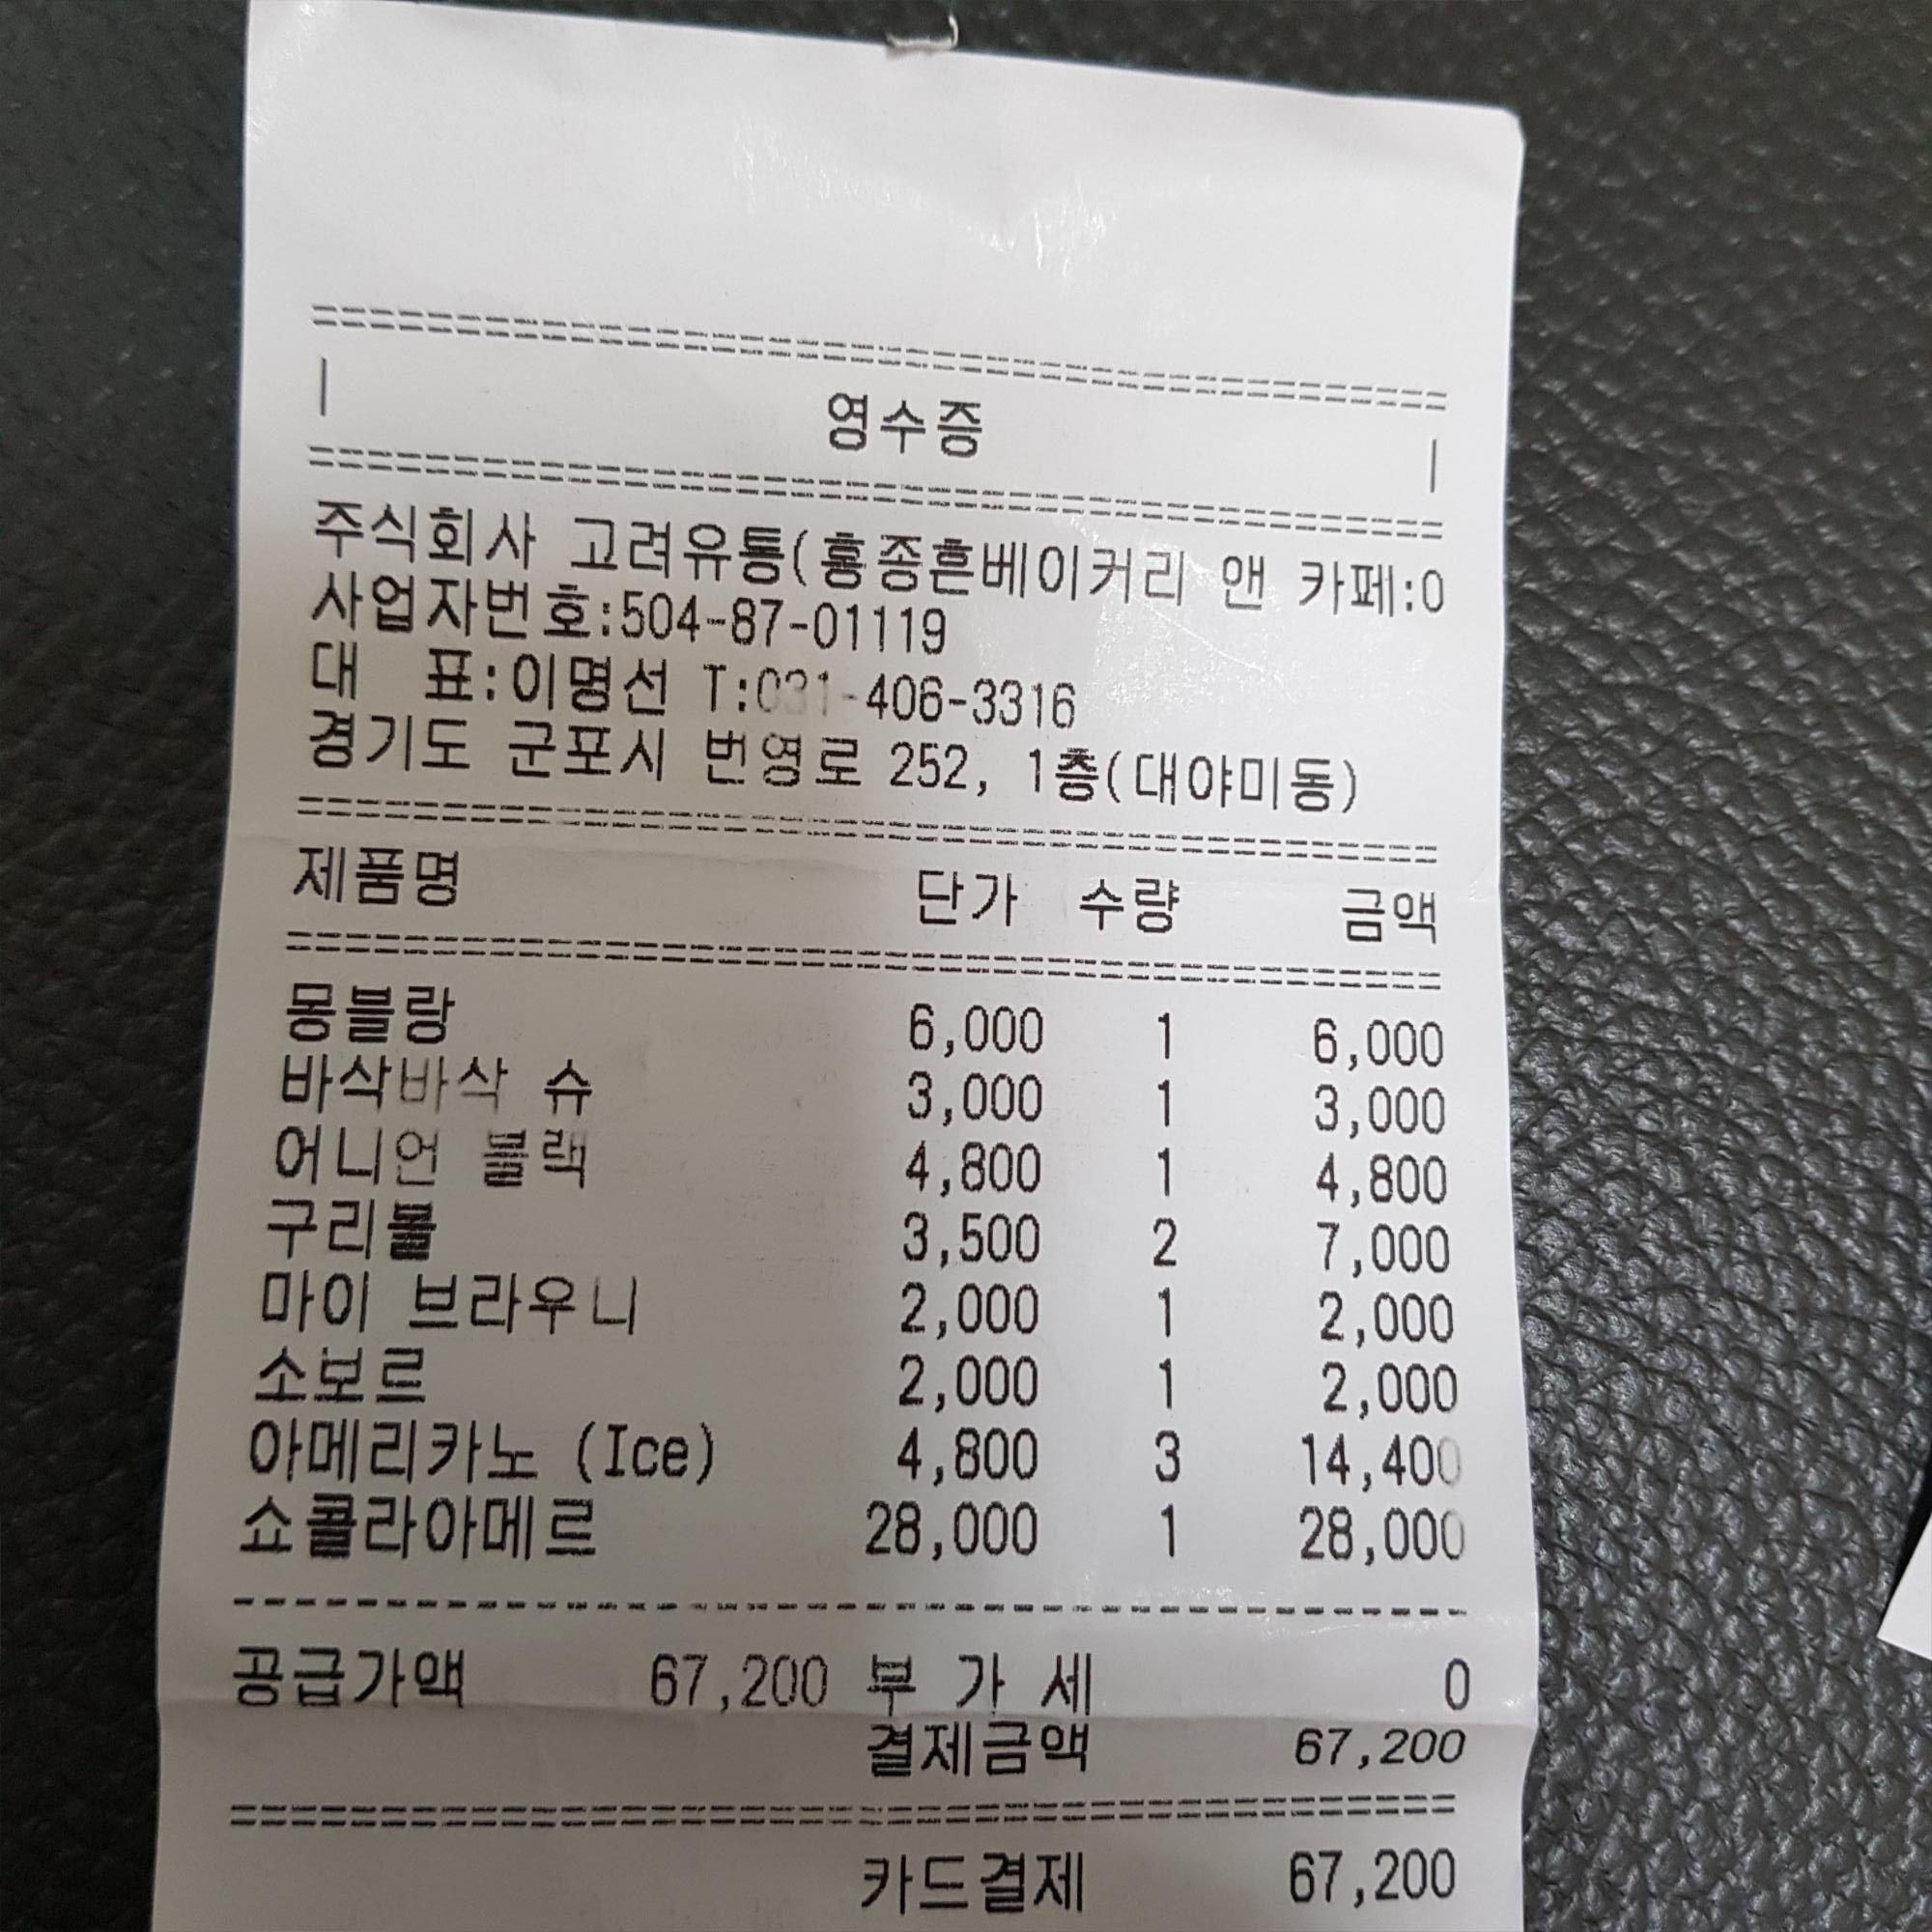 영수증
주식회사 고려유통(홍종흔베이커리 앤 카페:0
사업자번호:504-87-01119
대 표:이명선 T:031-406-3316
경기도 군포시 번영로 252, 1층(대야미동)
제품명 단가 수량 금액
몽블랑 6,000 1 6,000
바삭바삭 슈 3,000 1 3,000
어니언 블랙 4,800 1 4,800
구리볼 3,500 2 7,000
마이 브라우니 2,000 1 2,000
소보르 2,000 1 2,000
아메리카노 (Ice) 4,800 3 14,400
쇼콜라아메르 28,000 1 28,000
공급가액 67,200 부 가 세 0
결제금액 67,200
카드결제 67,200